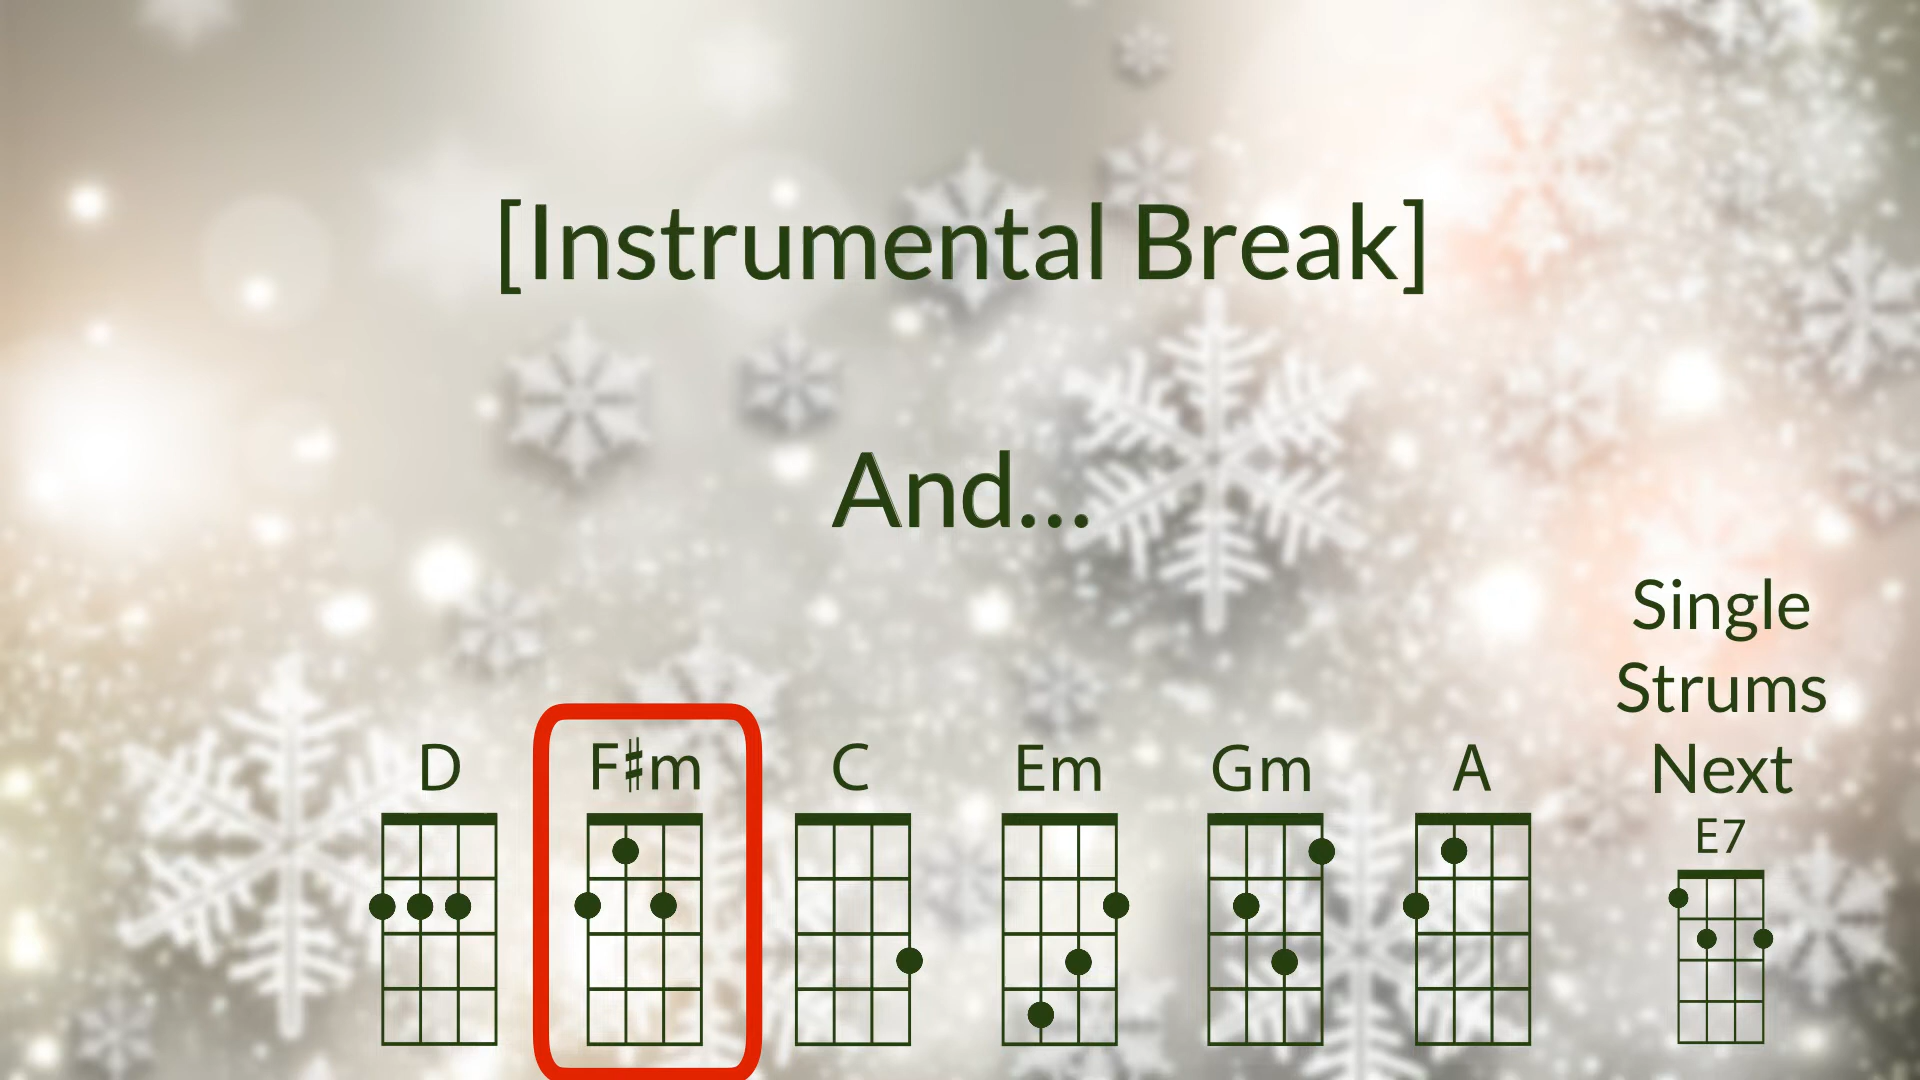 [Instrumental Break]
And...
Single
Strums
Next
D F♯m C Em Gm A E7